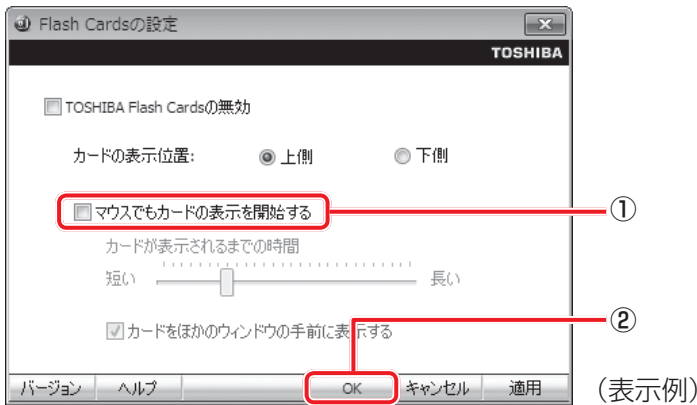 Flash Cardsの設定
TOSHIBA
TOSHIBA Flash Cardsの無効
カードの表示位置: 上側 下側
マウスでもカードの表示を開始する ①
カードが表示されるまでの時間
短い 長い
②
カードをほかのウィンドウの手前に表示する
バージョン ヘルプ OK キャンセル 適用 (表示例)